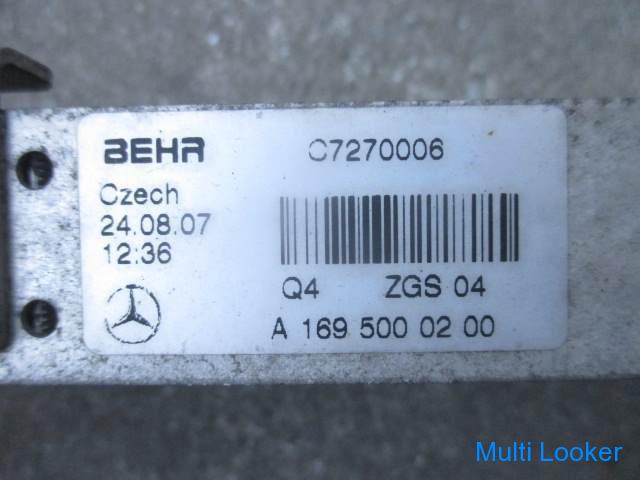 BEHR C7270006
Czech
24.08.07
12:36
Q4 ZGS 04
A 169 500 02 00
Multi Looker